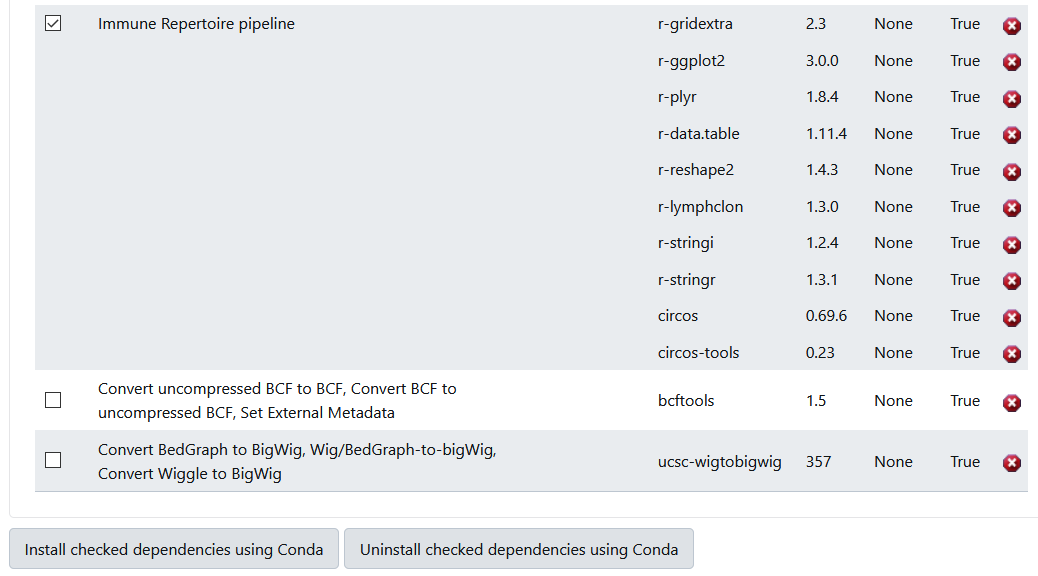 Immune Repertoire pipeline r-gridextra 2.3 None True
r-ggplot2 3.0.0 None True
r-plyr 1.8.4 None True
r-data.table 1.11.4 None True
r-reshape2 1.4.3 None True
r-lymphclon 1.3.0 None True
r-stringi 1.2.4 None True
r-stringr 1.3.1 None True
circos 0.69.6 None True
circos-tools 0.23 None True
Convert uncompressed BCF to BCF, Convert BCF to
uncompressed BCF, Set External Metadata
bcftools 1.5 None True
Convert BedGraph to BigWig, Wig/BedGraph-to-bigWig,
Convert Wiggle to BigWig
ucsc-wigtobigwig 357 None True
Install checked dependencies using Conda Uninstall checked dependencies using Conda